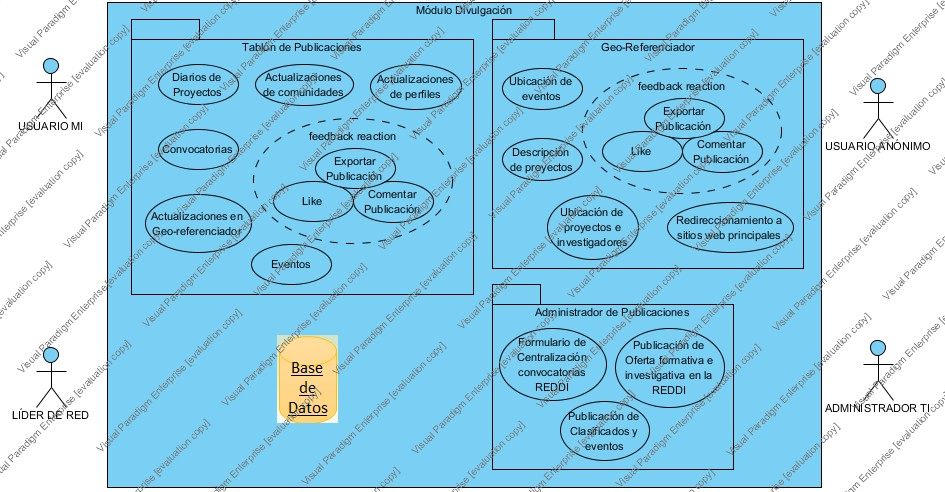 Módulo Divulgación
Tablón de Publicaciones
Diarios de
Proyectos
Actualizaciones
de comunidades
Actualizaciones
de perfiles
Convocatorias
feedback reaction
Exportar
Publicación
Like
Comentar
Publicación
Actualizaciones en
Geo-referenciador
Eventos
Geo-Referenciador
Ubicación de
eventos
feedback reaction
Exportar
Publicación
Like
Comentar
Publicación
Descripción
de proyectos
Ubicación de
proyectos e
investigadores
Redireccionamiento a
sitios web principales
Administrador de Publicaciones
Formulario de
Centralización
convocatorias
REDDI
Publicación de
Oferta formativa e
investigativa en la
REDDI
Publicación de
Clasificados y
eventos
Base
de
Datos
USUARIO MI
LÍDER DE RED
USUARIO ANÓNIMO
ADMINISTRADOR TI
Visual Paradigm Enterprise [evaluation copy]